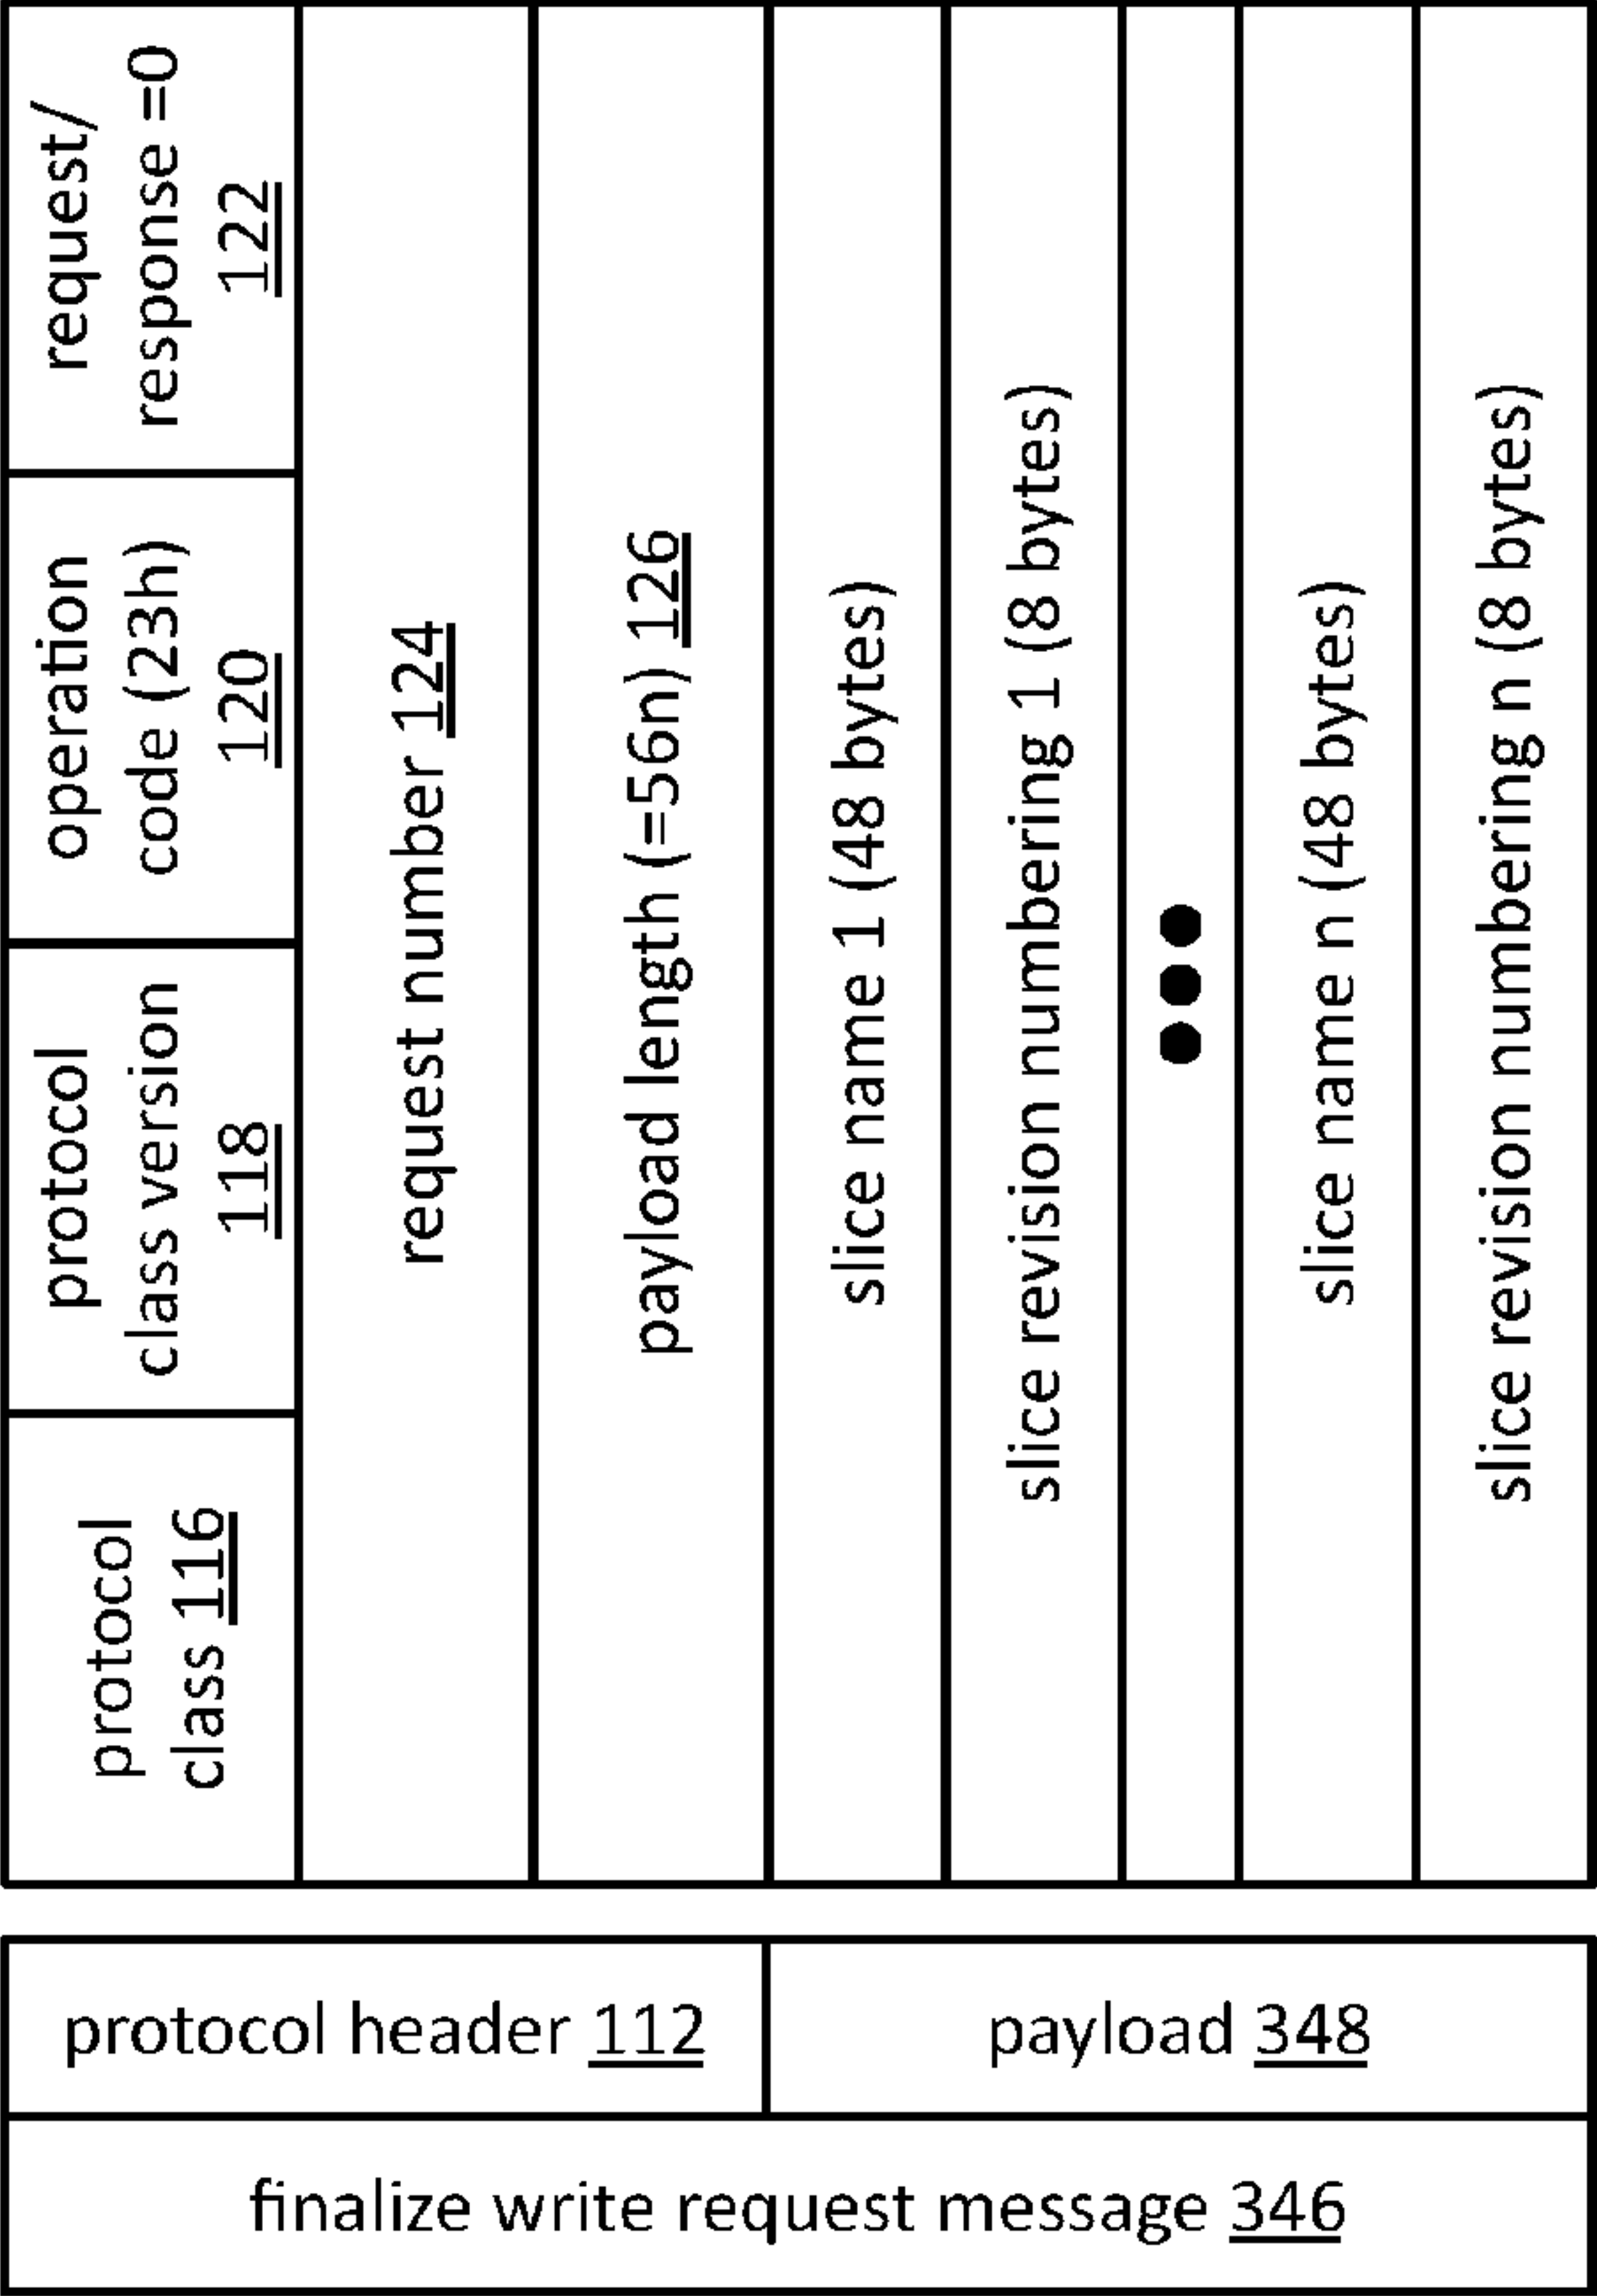 protocol
class 116
protocol
class version
118
operation
code (23h)
120
request/
response =0
122
request number 124
payload length (=56n) 126
slice name 1 (48 bytes)
slice revision numbering 1 (8 bytes)
●●●
slice name n (48 bytes)
slice revision numbering n (8 bytes)
protocol header 112
payload 348
finalize write request message 346